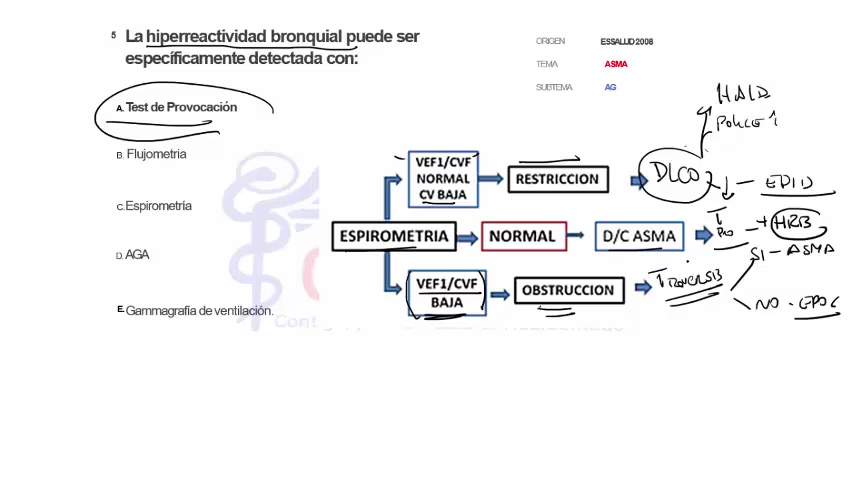 5 La hiperreactividad bronquial puede ser
específicamente detectada con:
ORIGEN ESSALUD 2008
TEMA ASMA
SUBTEMA AG
A. Test de Provocación
B. Flujometria
C. Espirometría
D. AGA
E. Gammagrafía de ventilación.
VEF1/CVF
NORMAL
CV BAJA
RESTRICCION
DLCO
EPID
ESPIROMETRIA
NORMAL
D/C ASMA
+ HRB
SI - ASMA
VEF1/CVF
BAJA
OBSTRUCCION
NO - EPOC